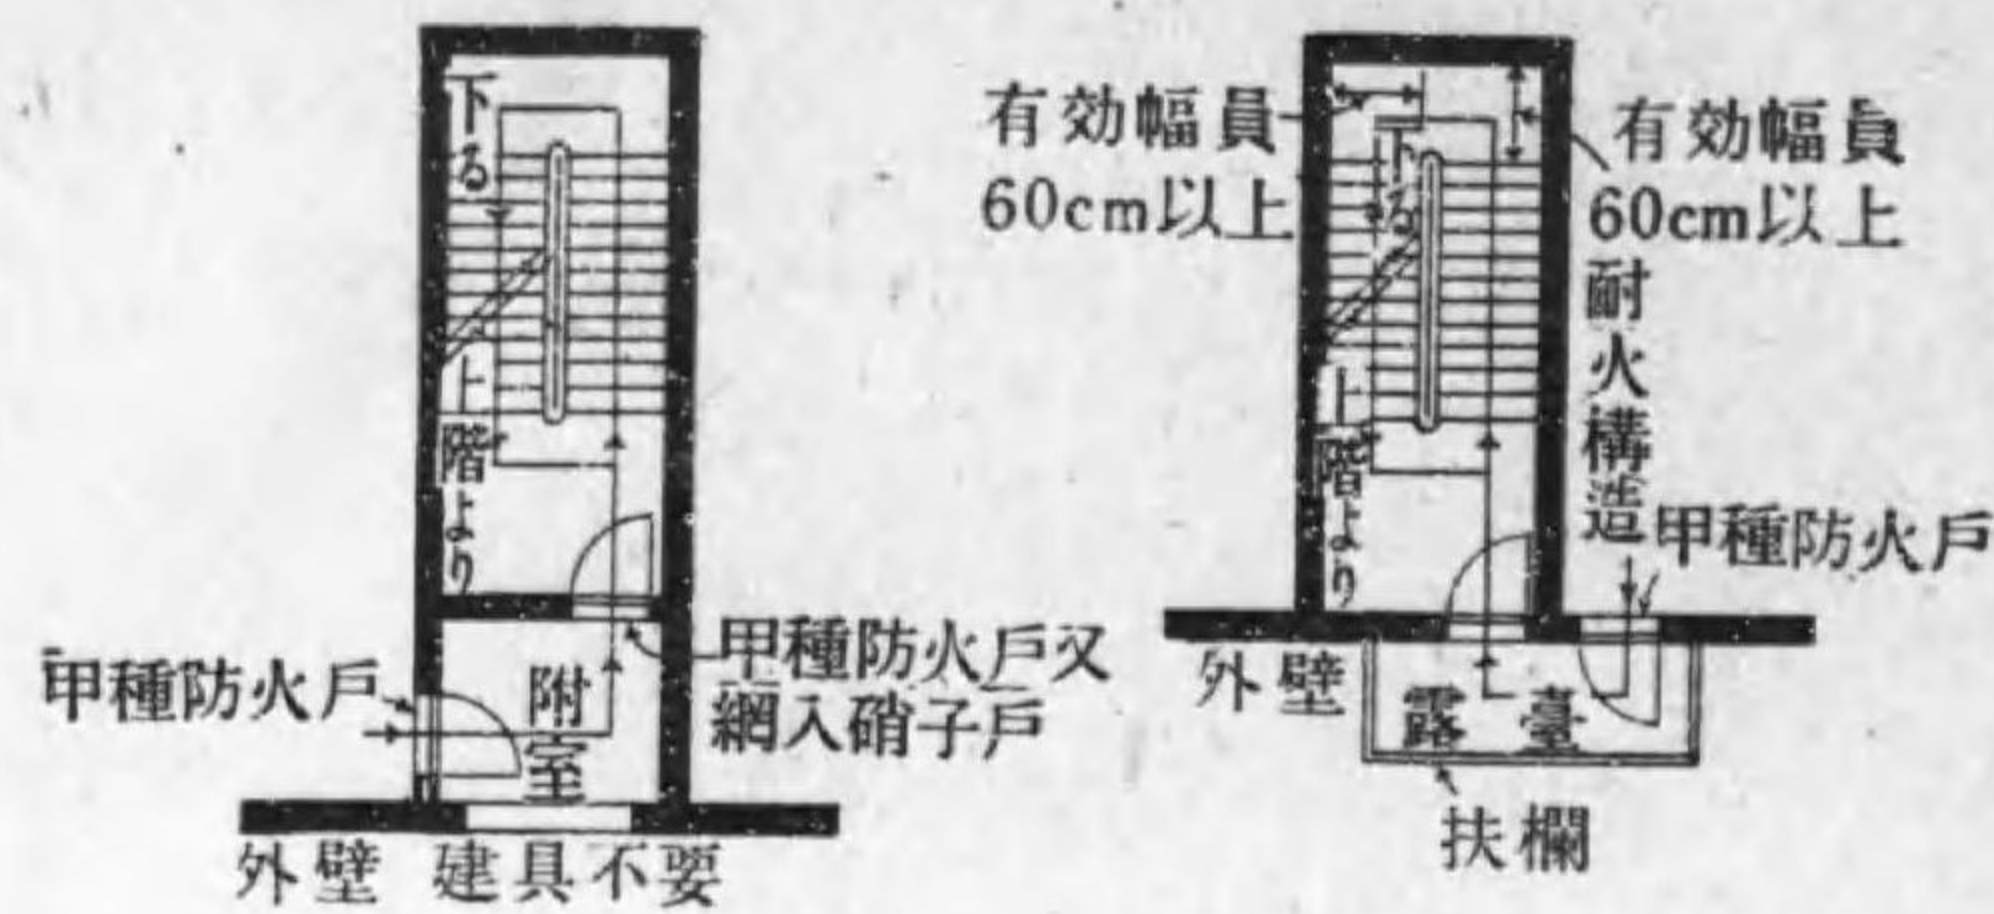 下る
上階より
甲種防火戸
附室
甲種防火戸又
網入硝子戸
外壁
建具不要
有効幅員
60cm以上
下る
上階より
有効幅員
60cm以上
耐火構造
甲種防火戸
外壁
露臺
扶欄